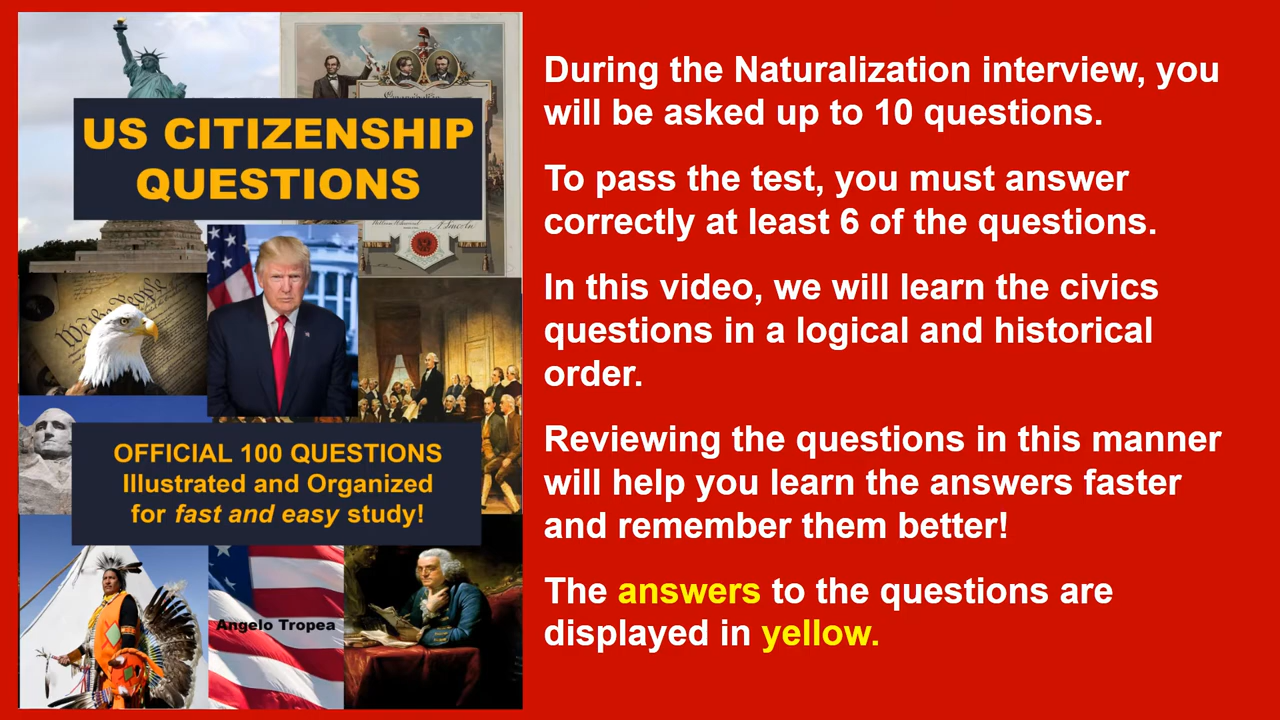 US CITIZENSHIP
QUESTIONS
We the People
OFFICIAL 100 QUESTIONS
Illustrated and Organized
for fast and easy study!
Angelo Tropea
During the Naturalization interview, you
will be asked up to 10 questions.
To pass the test, you must answer
correctly at least 6 of the questions.
In this video, we will learn the civics
questions in a logical and historical
order.
Reviewing the questions in this manner
will help you learn the answers faster
and remember them better!
The answers to the questions are
displayed in yellow.